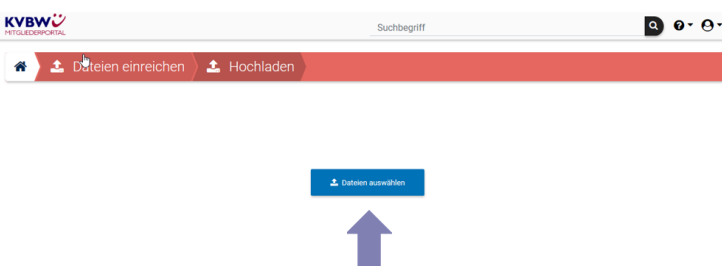 KVBW
MITGLIEDERPORTAL
Suchbegriff
Dateien einreichen
Hochladen
Dateien auswählen